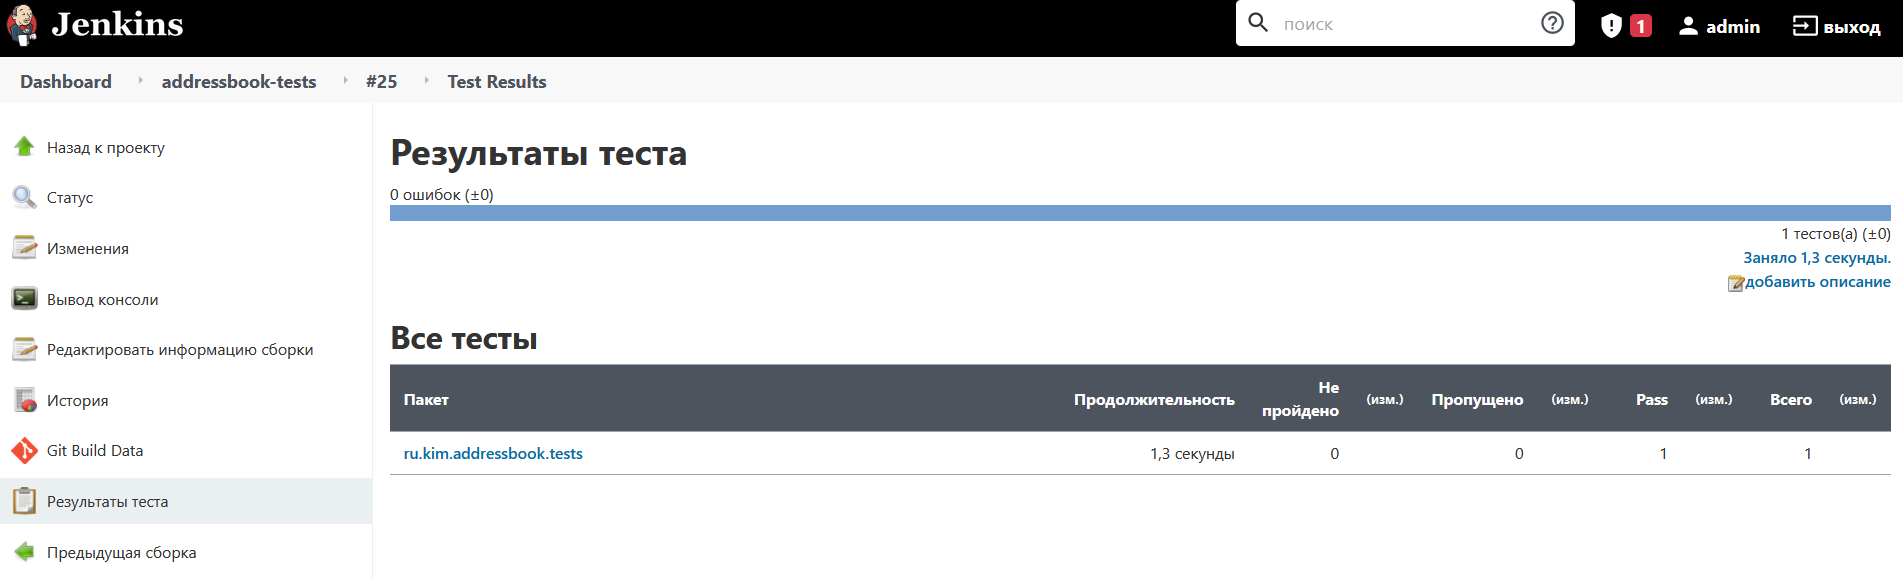 Jenkins
поиск
1
admin
выход
Dashboard
addressbook-tests
#25
Test Results
Назад к проекту
Статус
Изменения
Вывод консоли
Редактировать информацию сборки
История
Git Build Data
Результаты теста
Предыдущая сборка
Результаты теста
0 ошибок (±0)
1 тестов(а) (±0)
Заняло 1,3 секунды.
добавить описание
Все тесты
Пакет Продолжительность Не пройдено (изм.) Пропущено (изм.) Pass (изм.) Всего (изм.)
ru.kim.addressbook.tests 1,3 секунды 0 0 1 1